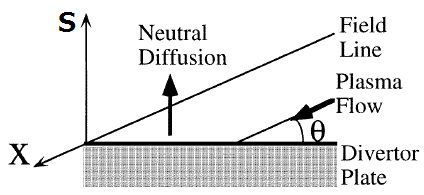 S
Neutral
Diffusion
Field
Line
Plasma
Flow
θ
X
Divertor
Plate